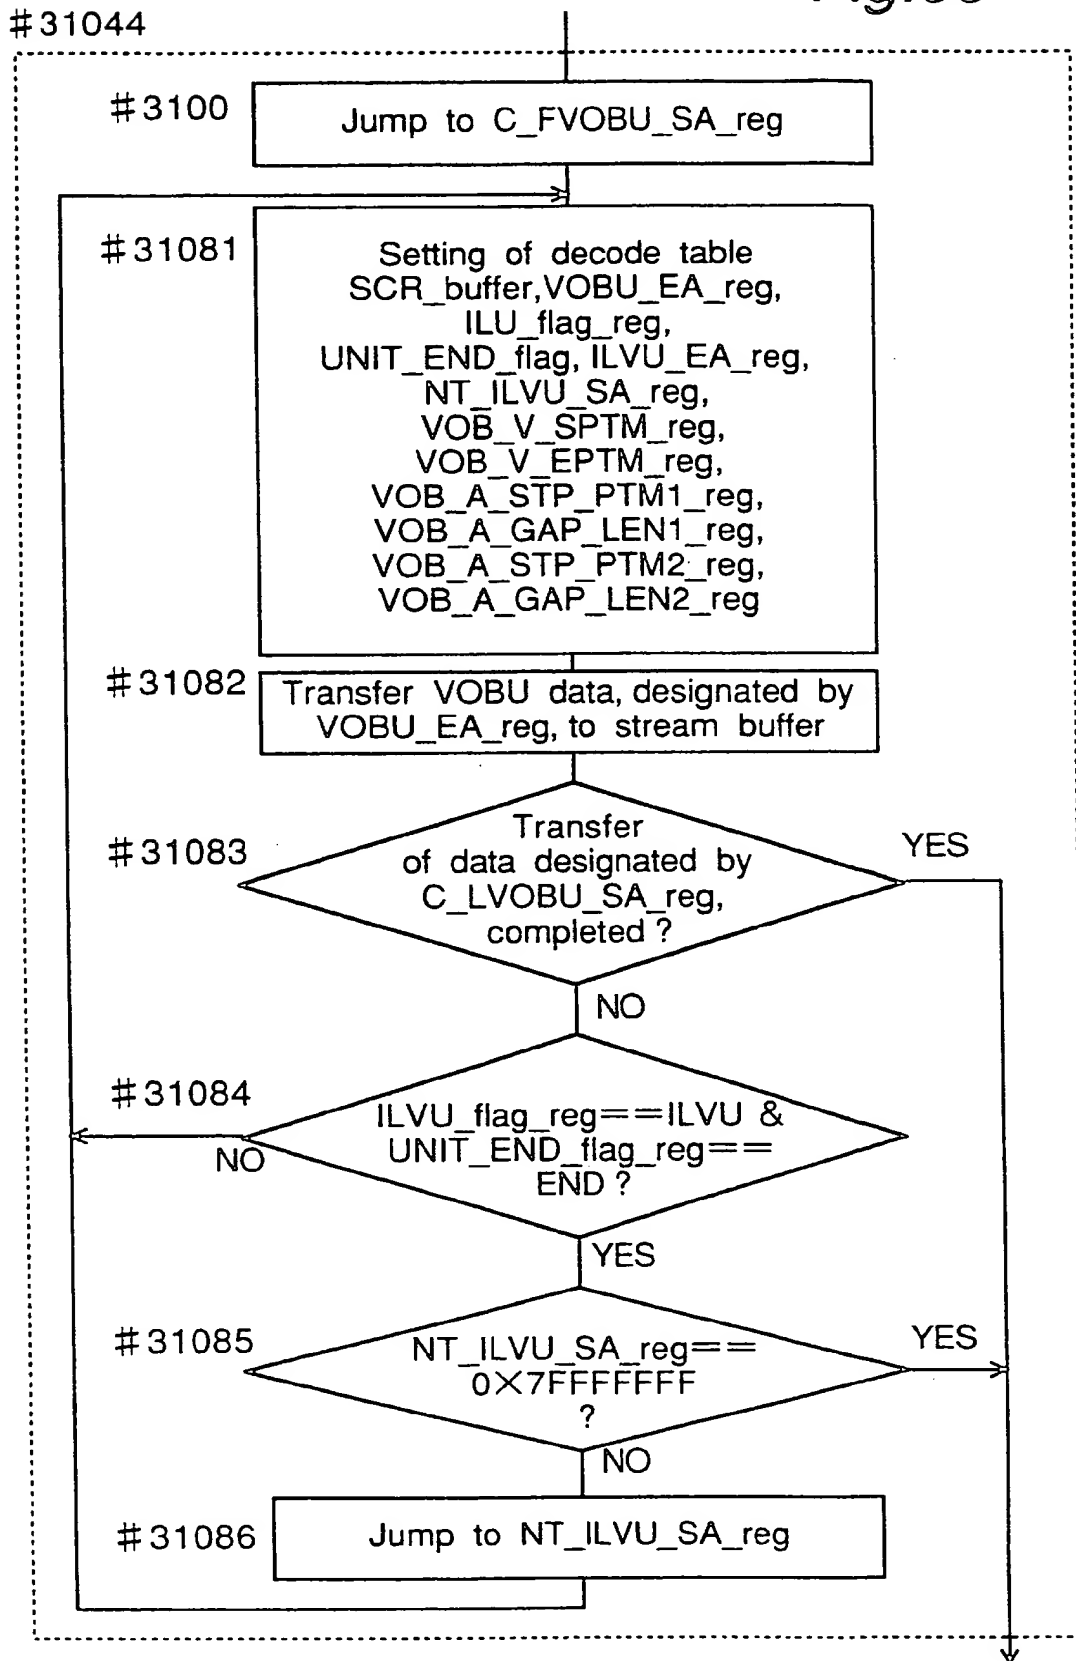 #31044
#3100
Jump to C_FVOBU_SA_reg
#31081
Setting of decode table
SCR_buffer,VOBU_EA_reg,
ILU_flag_reg,
UNIT_END_flag, ILVU_EA_reg,
NT_ILVU_SA_reg,
VOB_V_SPTM_reg,
VOB_V_EPTM_reg,
VOB_A_STP_PTM1_reg,
VOB_A_GAP_LEN1_reg,
VOB_A_STP_PTM2_reg,
VOB_A_GAP_LEN2_reg
#31082
Transfer VOBU data, designated by
VOBU_EA_reg, to stream buffer
#31083
Transfer
of data designated by
C_LVOBU_SA_reg,
completed ?
YES
NO
#31084
ILVU_flag_reg==ILVU &
UNIT_END_flag_reg==
END ?
NO
YES
#31085
NT_ILVU_SA_reg==
0×7FFFFFFF
?
YES
NO
#31086
Jump to NT_ILVU_SA_reg